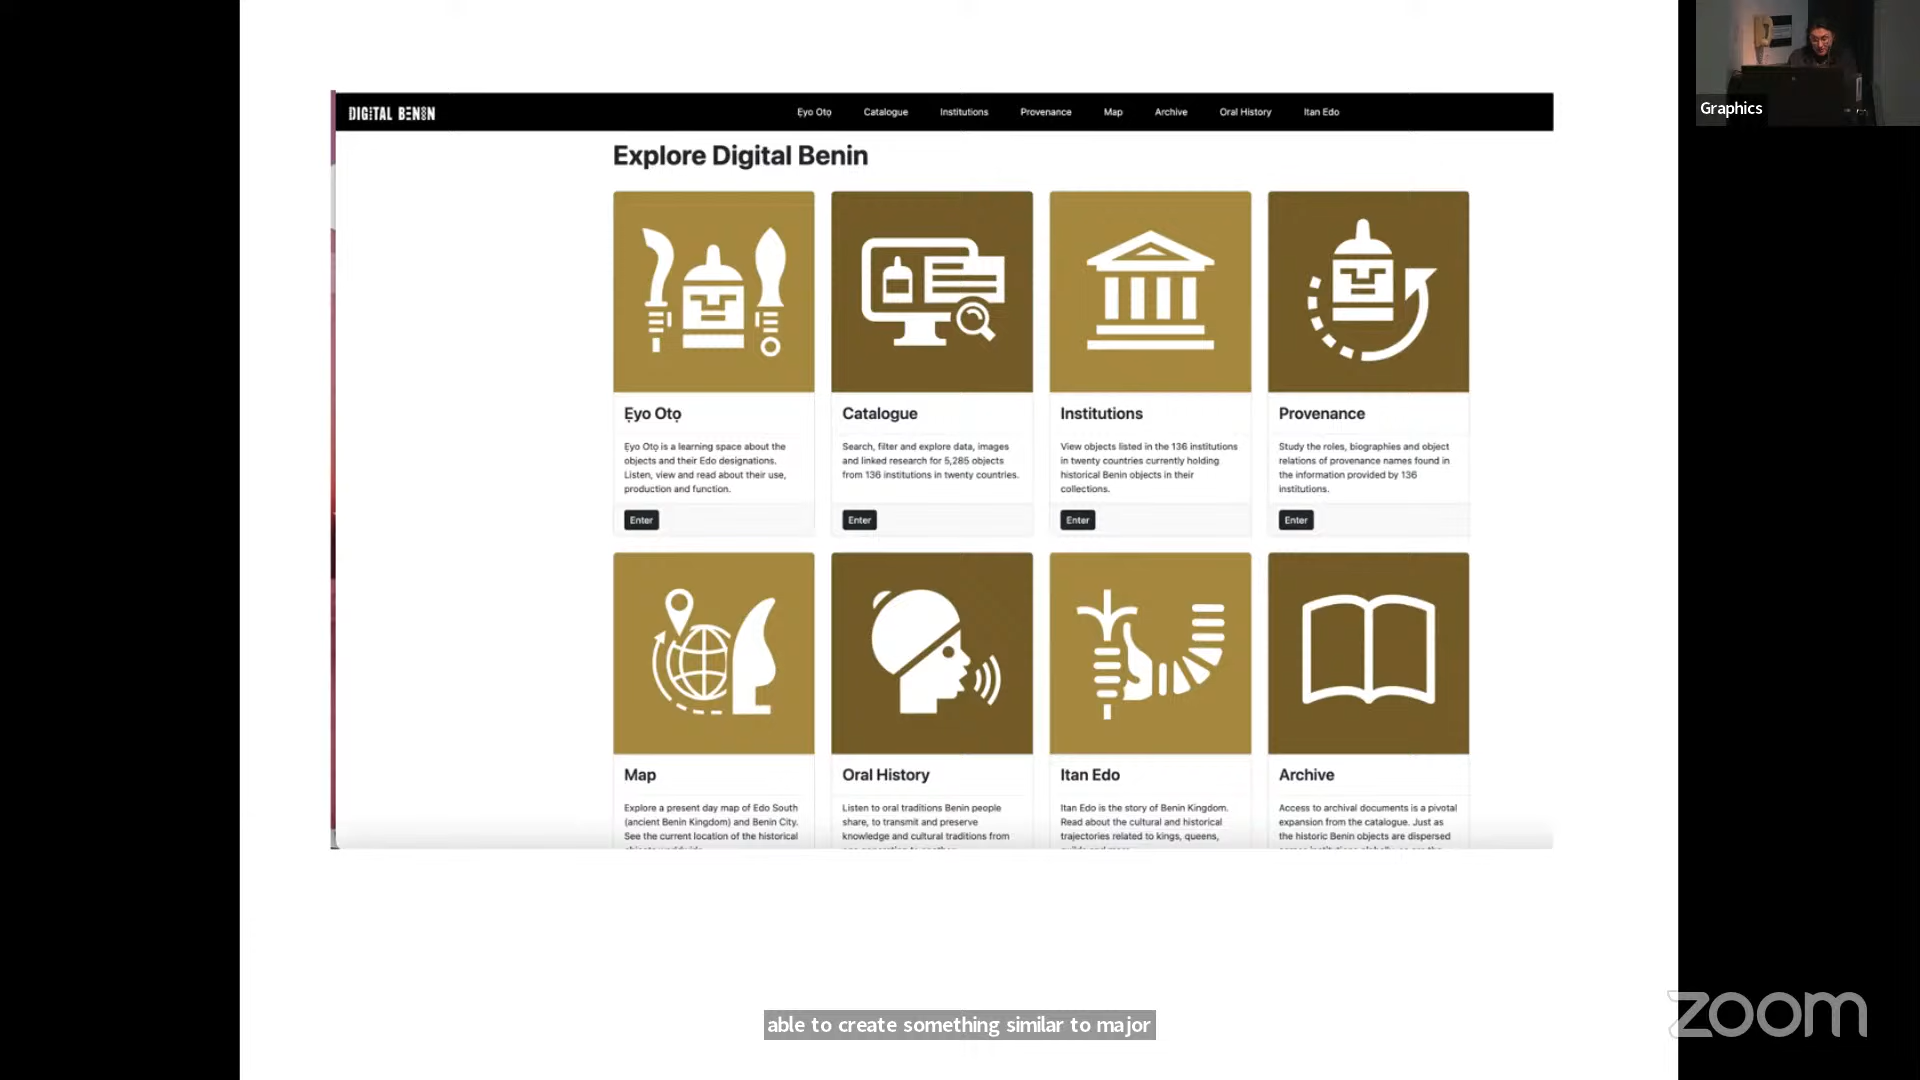 DIGITAL BENIN
Ẹyo Otọ Catalogue Institutions Provenance Map Archive Oral History Itan Edo
Graphics
Explore Digital Benin
Ẹyo Otọ
Ẹyo Otọ is a learning space about the
objects and their Edo designations.
Listen, view and read about their use,
production and function.
Enter
Catalogue
Search, filter and explore data, images
and linked research for 5,285 objects
from 136 institutions in twenty countries.
Enter
Institutions
View objects listed in the 136 institutions
in twenty countries currently holding
historical Benin objects in their
collections.
Enter
Provenance
Study the roles, biographies and object
relations of provenance names found in
the information provided by 136
institutions.
Enter
Map
Explore a present day map of Edo South
(ancient Benin Kingdom) and Benin City.
See the current location of the historical
Oral History
Listen to oral traditions Benin people
share, to transmit and preserve
knowledge and cultural traditions from
Itan Edo
Itan Edo is the story of Benin Kingdom.
Read about the cultural and historical
trajectories related to kings, queens,
Archive
Access to archival documents is a pivotal
expansion from the catalogue. Just as
the historic Benin objects are dispersed
able to create something similar to major
zoom